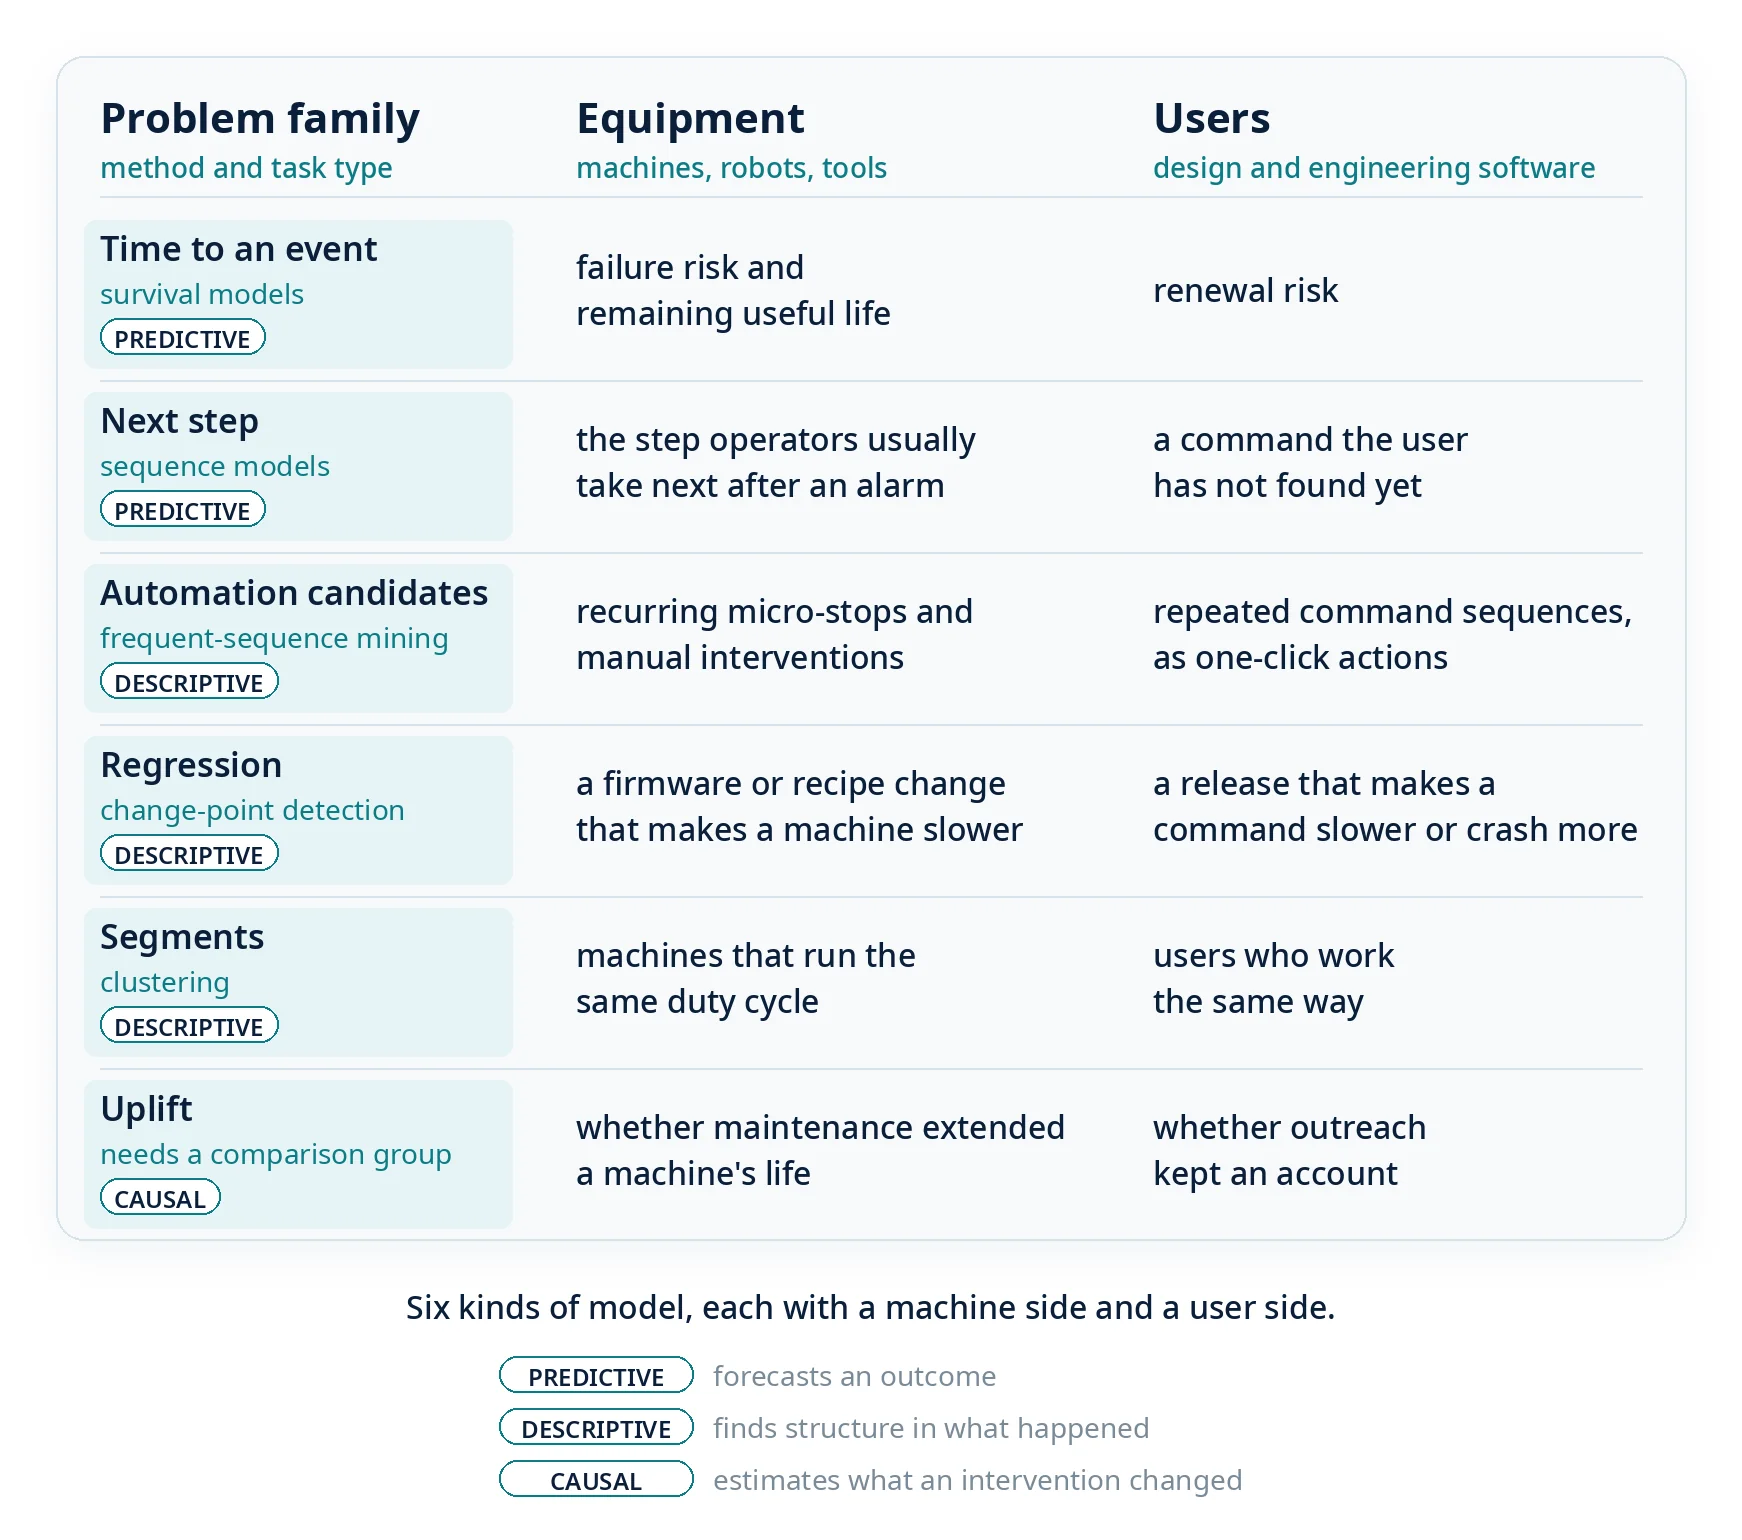 Problem family
method and task type
Equipment
machines, robots, tools
Users
design and engineering software
Time to an event
survival models
PREDICTIVE
failure risk and
remaining useful life
renewal risk
Next step
sequence models
PREDICTIVE
the step operators usually
take next after an alarm
a command the user
has not found yet
Automation candidates
frequent-sequence mining
DESCRIPTIVE
recurring micro-stops and
manual interventions
repeated command sequences,
as one-click actions
Regression
change-point detection
DESCRIPTIVE
a firmware or recipe change
that makes a machine slower
a release that makes a
command slower or crash more
Segments
clustering
DESCRIPTIVE
machines that run the
same duty cycle
users who work
the same way
Uplift
needs a comparison group
CAUSAL
whether maintenance extended
a machine's life
whether outreach
kept an account
Six kinds of model, each with a machine side and a user side.
PREDICTIVE forecasts an outcome
DESCRIPTIVE finds structure in what happened
CAUSAL estimates what an intervention changed